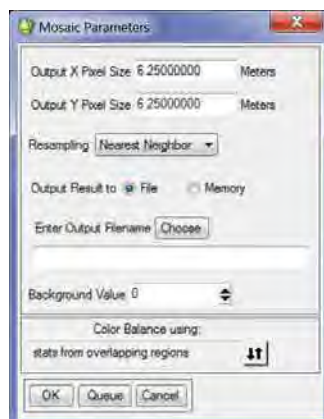 Mosaic Parameters
Output X Pixel Size 6.25000000 Meters
Output Y Pixel Size 6.25000000 Meters
Resampling Nearest Neighbor
Output Result to File Memory
Enter Output Filename Choose
Background Value 0
Color Balance using:
stats from overlapping regions
OK Queue Cancel